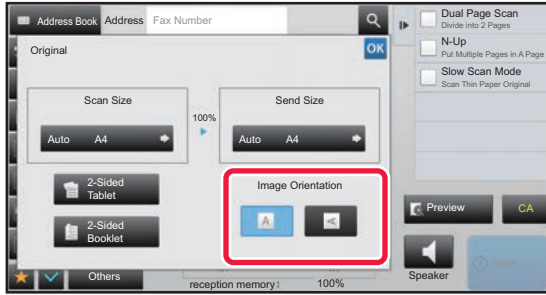 Address Book Address Fax Number
Original
OK
Scan Size
100%
Send Size
Auto A4
Auto A4
2-Sided
Tablet
2-Sided
Booklet
Image Orientation
A
A
Others
reception memory: 100%
Dual Page Scan
Divide into 2 Pages
N-Up
Put Multiple Pages in A Page
Slow Scan Mode
Scan Thin Paper Original
Preview
CA
Speaker
Start